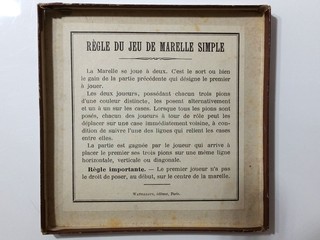 RÈGLE DU JEU DE MARELLE SIMPLE
La Marelle se joue à deux. C'est le sort ou bien
le gain de la partie précédente qui désigne le premier
à jouer.
Les deux joueurs, possédant chacun trois pions
d'une couleur distincte, les posent alternativement
et un à un sur les cases. Lorsque tous les pions sont
posés, chacun des joueurs à tour de rôle peut les
déplacer sur une case immédiatement voisine, à con-
dition de suivre l'une des lignes qui relient les cases
entre elles.
La partie est gagnée par le joueur qui arrive à
placer le premier ses trois pions sur une même ligne
horizontale, verticale ou diagonale.
Règle importante. — Le premier joueur n'a pas
le droit de poser, au début, sur le centre de la marelle.
éditeur, Paris.